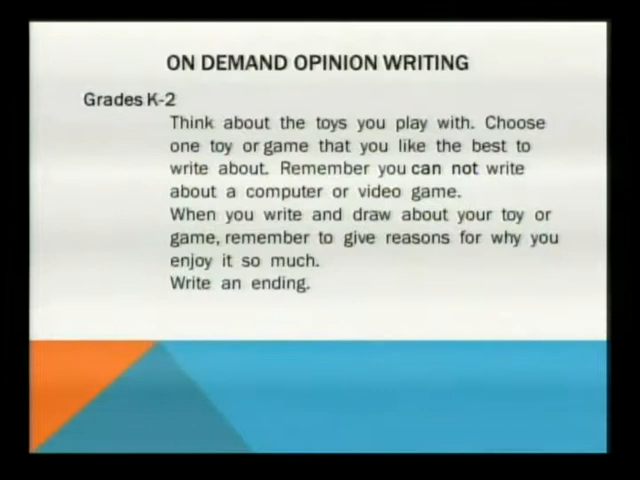 ON DEMAND OPINION WRITING
Grades K-2
Think about the toys you play with. Choose
one toy or game that you like the best to
write about. Remember you can not write
about a computer or video game.
When you write and draw about your toy or
game, remember to give reasons for why you
enjoy it so much.
Write an ending.